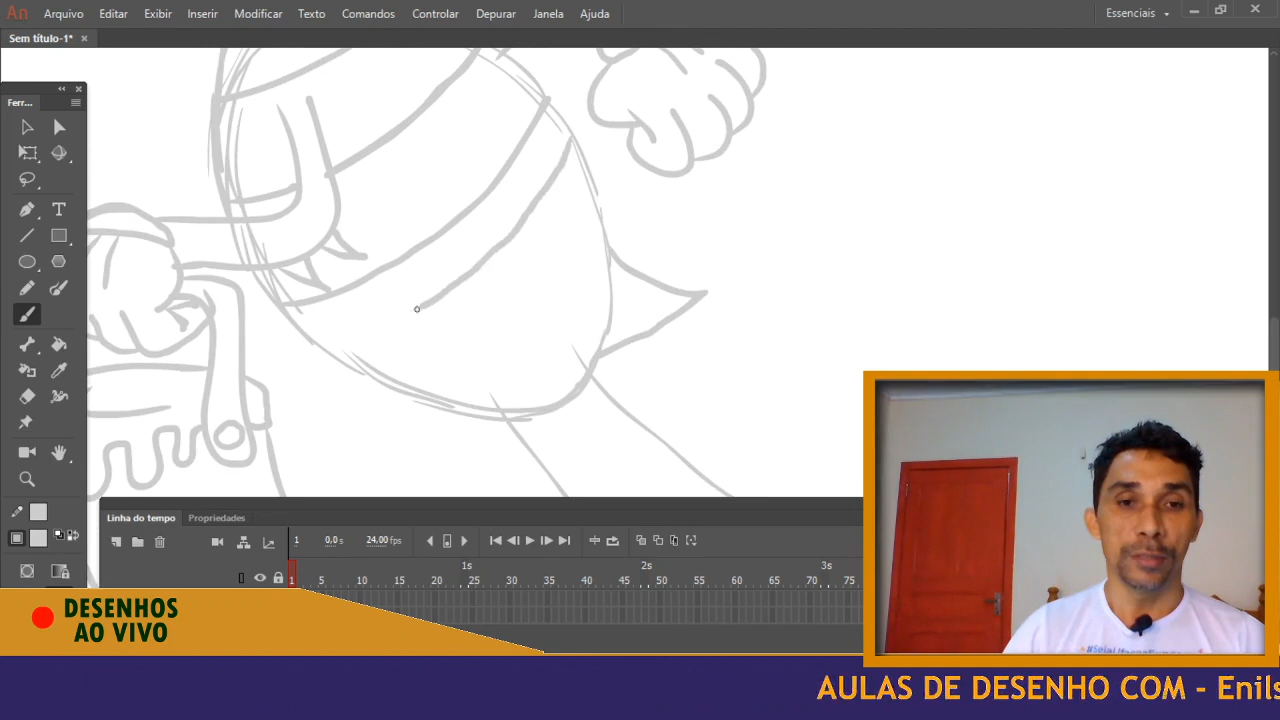 An Arquivo Editar Exibir Inserir Modificar Texto Comandos Controlar Depurar Janela Ajuda Essenciais
Sem título-1*
Ferr...
Linha do tempo Propriedades
1 0.0 s 24.00 fps
1s 2s 3s
1 5 10 15 20 25 30 35 40 45 50 55 60 65 70 75
DESENHOS
AO VIVO
AULAS DE DESENHO COM - Enils